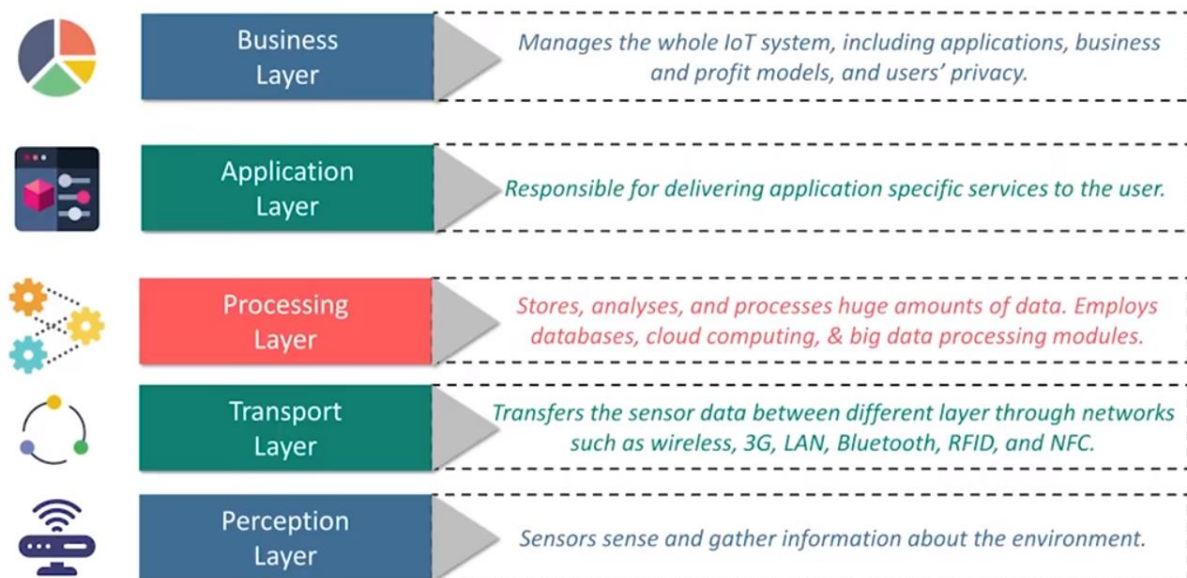 Business
Layer
Manages the whole IoT system, including applications, business
and profit models, and users' privacy.
Application
Layer
Responsible for delivering application specific services to the user.
Processing
Layer
Stores, analyses, and processes huge amounts of data. Employs
databases, cloud computing, & big data processing modules.
Transport
Layer
Transfers the sensor data between different layer through networks
such as wireless, 3G, LAN, Bluetooth, RFID, and NFC.
Perception
Layer
Sensors sense and gather information about the environment.